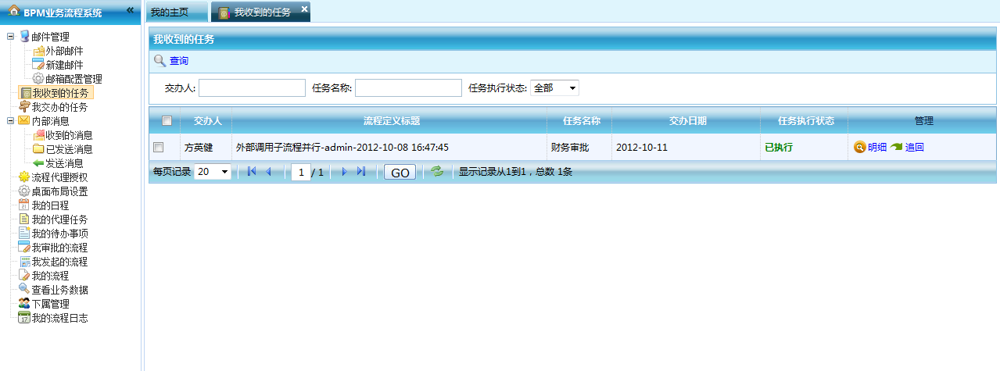 BPM业务流程系统
«
邮件管理
外部邮件
新建邮件
邮箱配置管理
我收到的任务
我交办的任务
内部消息
收到的消息
已发送消息
发送消息
流程代理授权
桌面布局设置
我的日程
我的代理任务
我的待办事项
我审批的流程
我发起的流程
我的流程
查看业务数据
下属管理
我的流程日志
我的主页 我收到的任务
我收到的任务
查询
交办人: 任务名称: 任务执行状态: 全部
交办人 流程定义标题 任务名称 交办日期 任务执行状态 管理
方英健 外部调用子流程并行-admin-2012-10-08 16:47:45 财务审批 2012-10-11 已执行 明细 追回
每页记录 20 1 / 1 GO 显示记录从1到1，总数 1条